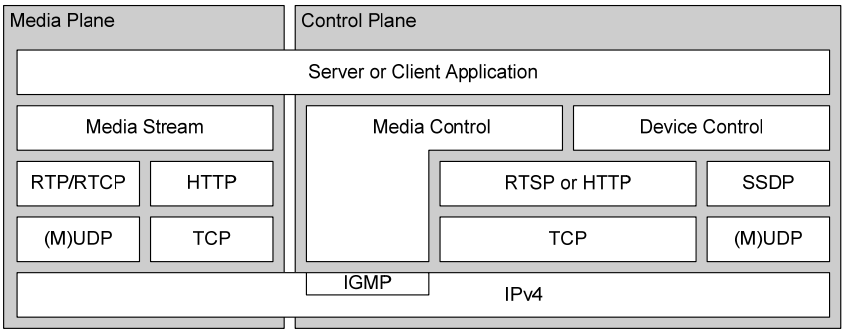 Media Plane
Control Plane
Server or Client Application
Media Stream
Media Control
Device Control
RTP/RTCP
HTTP
RTSP or HTTP
SSDP
(M)UDP
TCP
TCP
(M)UDP
IGMP
IPv4